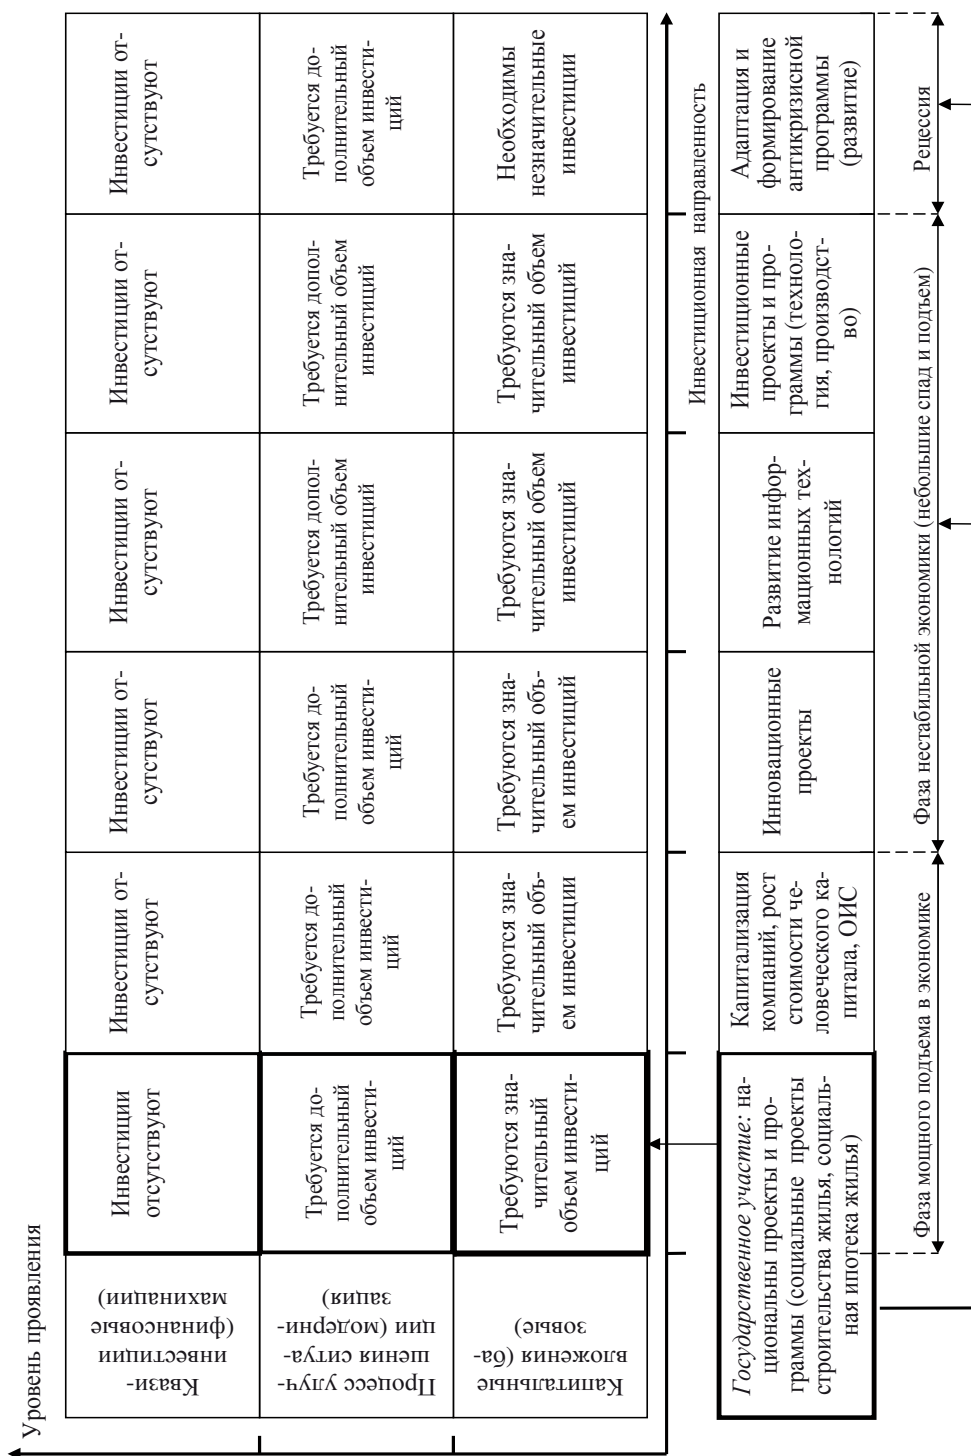 Уровень проявления
Квази-
инвестиции
(финансовые
махинации)
Инвестиции
отсутствуют
Инвестиции от-
сутствуют
Инвестиции от-
сутствуют
Инвестиции от-
сутствуют
Инвестиции от-
сутствуют
Инвестиции от-
сутствуют
Процесс улуч-
шения ситуа-
ции (модерни-
зация)
Требуется до-
полнительный
объем инвести-
ций
Требуется до-
полнительный
объем инвести-
ций
Требуется до-
полнительный
объем инвести-
ций
Требуется допол-
нительный объем
инвестиций
Требуется допол-
нительный объем
инвестиций
Требуется до-
полнительный
объем инвести-
ций
Капитальные
вложения (ба-
зовые)
Требуются зна-
чительный
объем инвести-
ций
Требуются зна-
чительный объ-
ем инвестиции
Требуются зна-
чительный объ-
ем инвестиций
Требуются зна-
чительный объем
инвестиций
Требуются зна-
чительный объем
инвестиций
Необходимы
незначительные
инвестиции
Инвестиционная направленность
Государственное участие: на-
циональны проекты и про-
граммы (социальные проекты
строительства жилья, социаль-
ная ипотека жилья)
Капитализация
компаний, рост
стоимости че-
ловеческого ка-
питала, ОИС
Инновационные
проекты
Развитие инфор-
мационных тех-
нологий
Инвестиционные
проекты и про-
граммы (техноло-
гия, производст-
во)
Адаптация и
формирование
антикризисной
программы
(развитие)
Фаза мощного подъема в экономике
Фаза нестабильной экономики (небольшие спад и подъем)
Рецессия